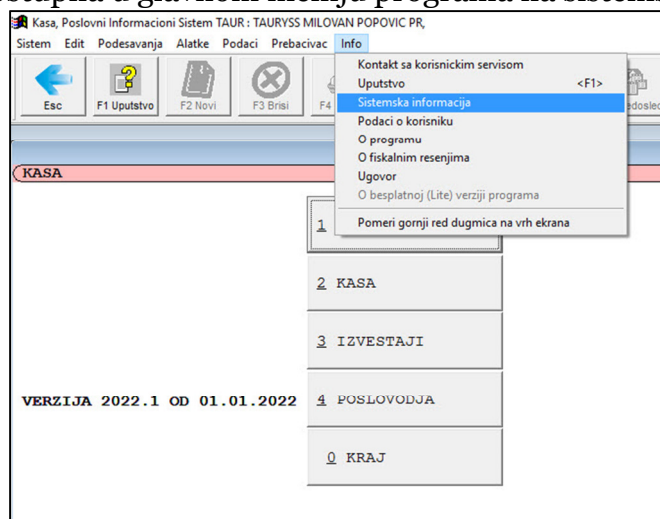 Kasa, Poslovni Informacioni Sistem TAUR : TAURYSS MILOVAN POPOVIC PR,
Sistem Edit Podesavanja Alatke Podaci Prebacivac Info
Esc F1 Uputstvo F2 Novi F3 Brisi F4
Kontakt sa korisnickim servisom
Uputstvo <F1>
Sistemska informacija
Podaci o korisniku
O programu
O fiskalnim resenjima
Ugovor
O besplatnoj (Lite) verziji programa
Pomeri gornji red dugmica na vrh ekrana
KASA
1
2 KASA
3 IZVESTAJI
VERZIJA 2022.1 OD 01.01.2022 4 POSLOVODJA
0 KRAJ